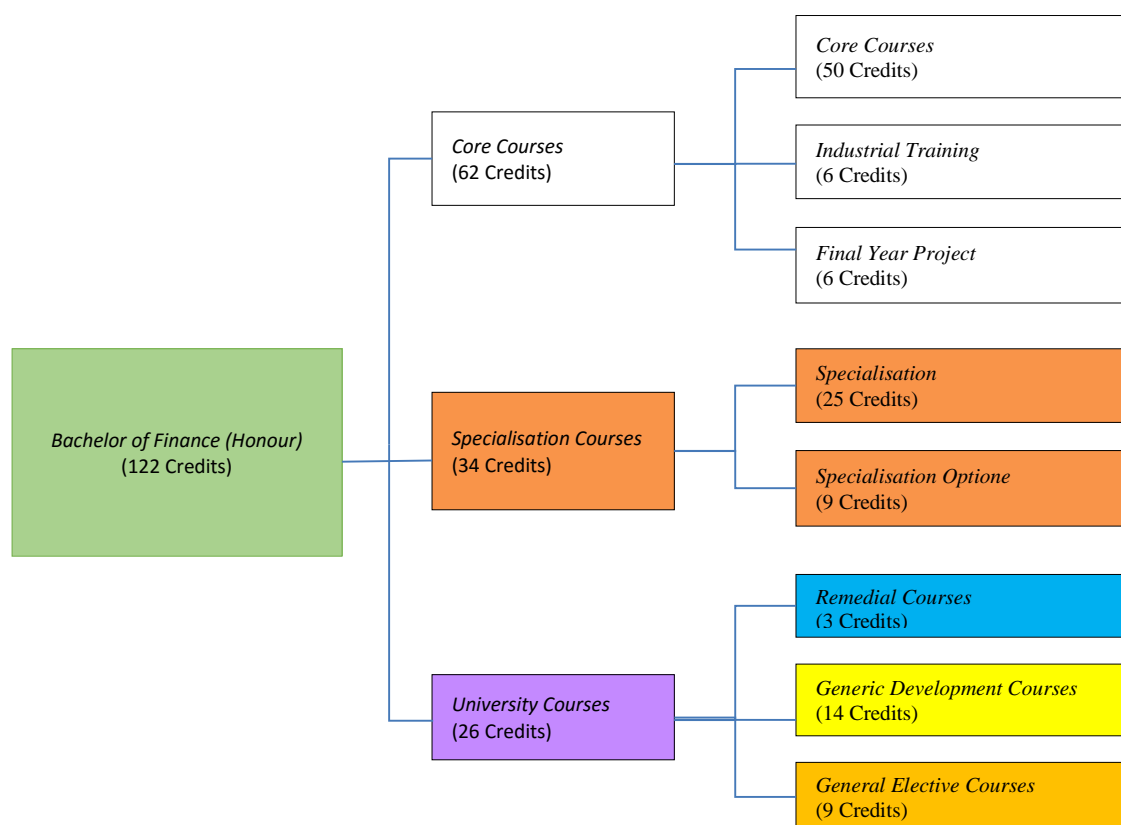 Core Courses
(50 Credits)
Core Courses
(62 Credits)
Industrial Training
(6 Credits)
Final Year Project
(6 Credits)
Bachelor of Finance (Honour)
(122 Credits)
Specialisation Courses
(34 Credits)
Specialisation
(25 Credits)
Specialisation Optione
(9 Credits)
University Courses
(26 Credits)
Remedial Courses
(3 Credits)
Generic Development Courses
(14 Credits)
General Elective Courses
(9 Credits)